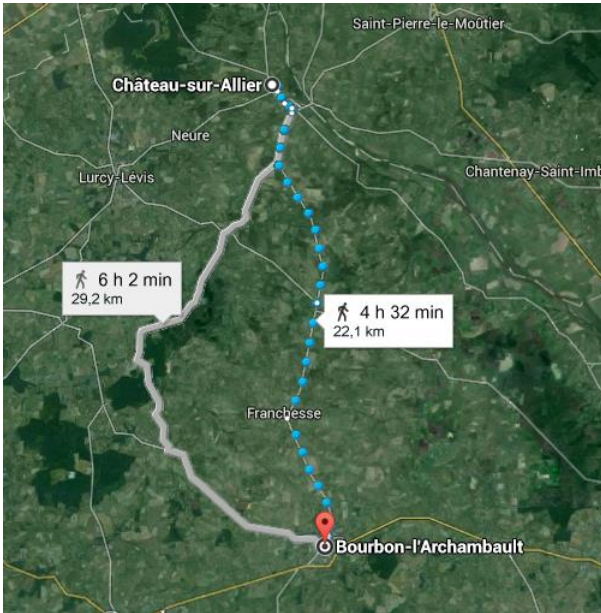 Saint-Pierre-le-Moûtier
Château-sur-Allier
Neure
Lurcy-Lévis
Chantenay-Saint-Imb
6 h 2 min
29,2 km
4 h 32 min
22,1 km
Franchesse
Bourbon-l'Archambault